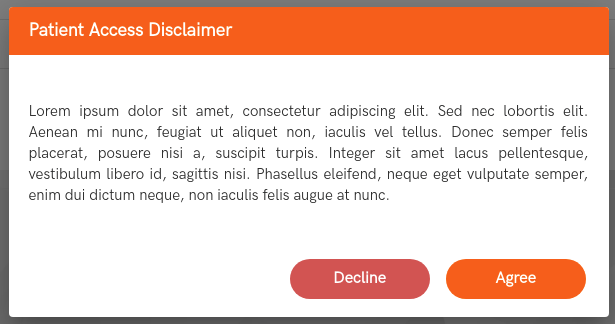 Patient Access Disclaimer
Lorem ipsum dolor sit amet, consectetur adipiscing elit. Sed nec lobortis elit.
Aenean mi nunc, feugiat ut aliquet non, iaculis vel tellus. Donec semper felis
placerat, posuere nisi a, suscipit turpis. Integer sit amet lacus pellentesque,
vestibulum libero id, sagittis nisi. Phasellus eleifend, neque eget vulputate semper,
enim dui dictum neque, non iaculis felis augue at nunc.
Decline Agree